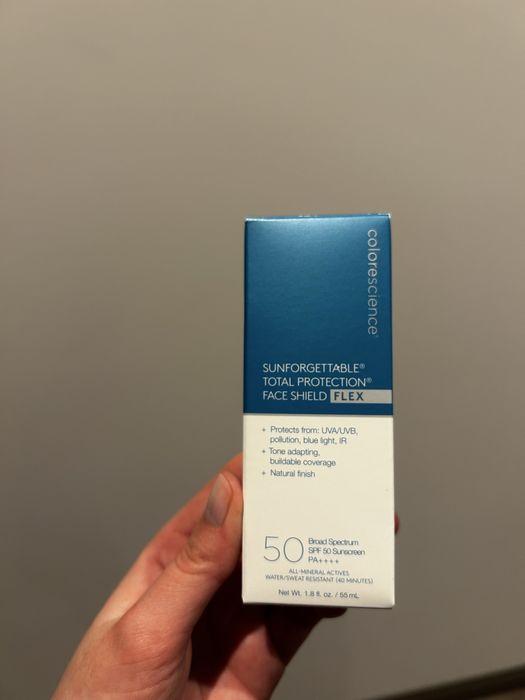 colorescience®
SUNFORGETTABLE®
TOTAL PROTECTION®
FACE SHIELD FLEX
+ Protects from: UVA/UVB,
pollution, blue light, IR
+ Tone adapting,
buildable coverage
+ Natural finish
50
Broad Spectrum
SPF 50 Sunscreen
PA++++
ALL-MINERAL ACTIVES
WATER/SWEAT RESISTANT (40 MINUTES)
Net Wt. 1.8 fl. oz. / 55 mL